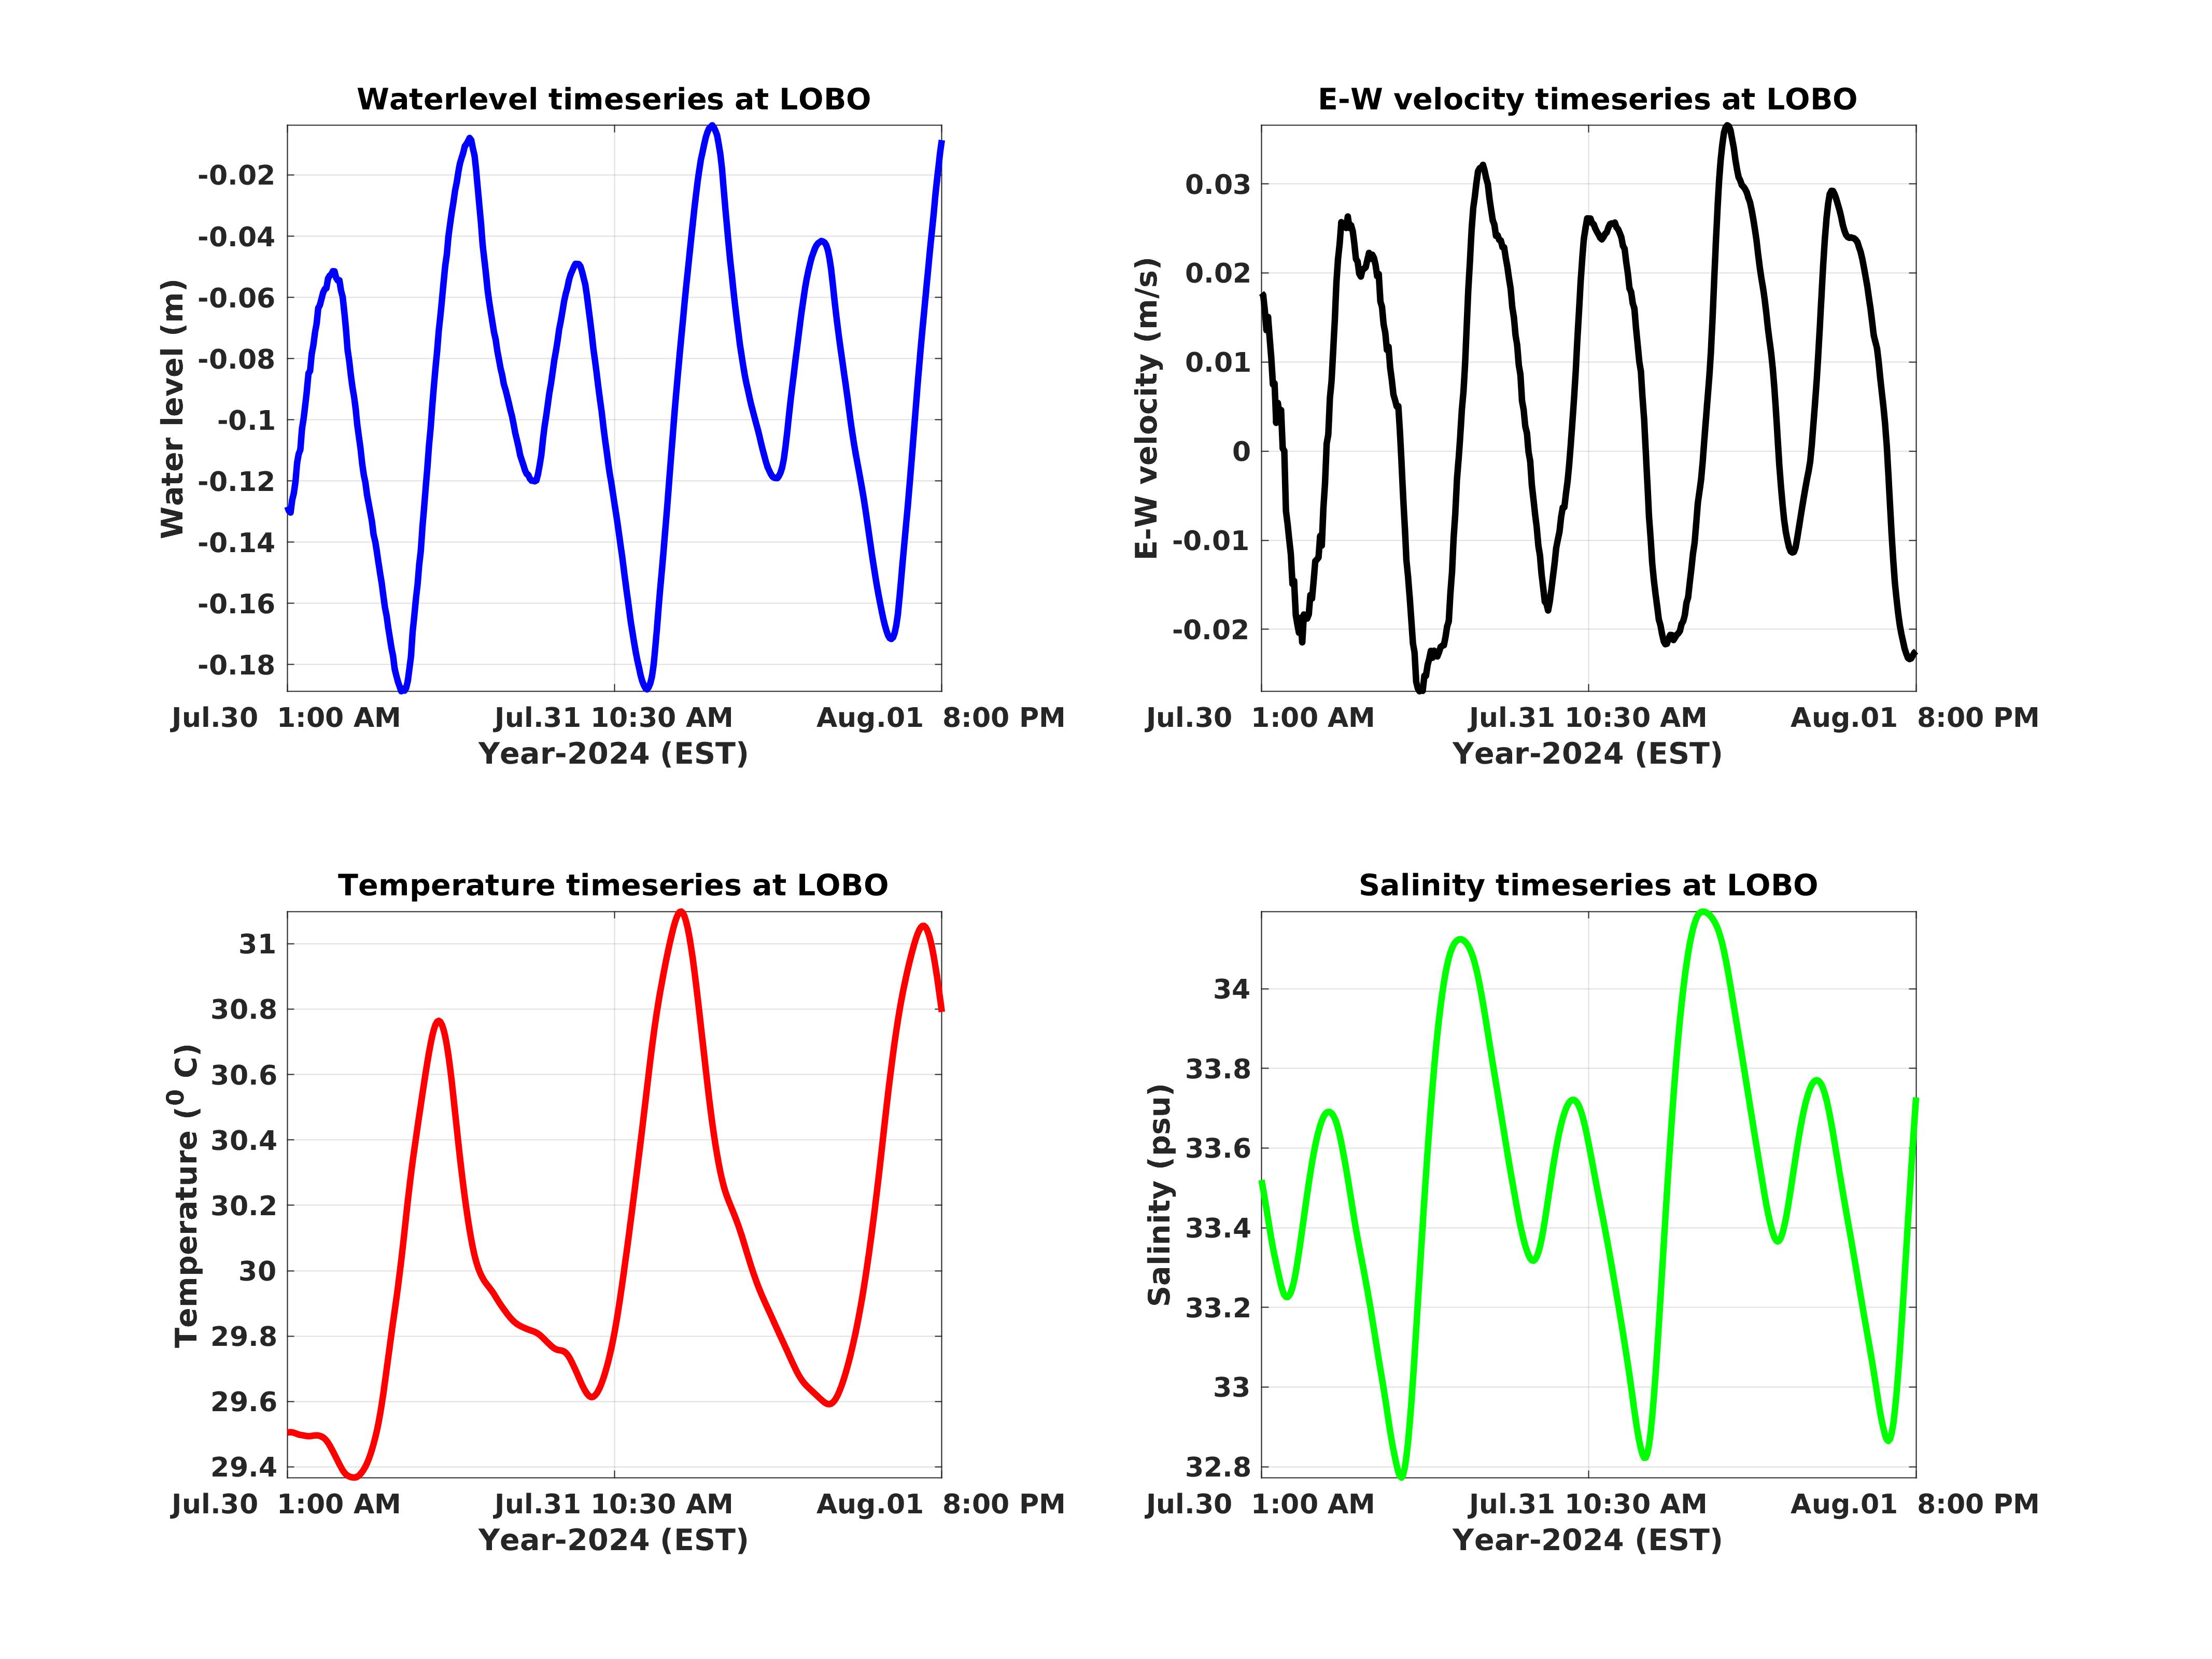 Waterlevel timeseries at LOBO
-0.02
-0.04
-0.06
-0.08
-0.1
-0.12
-0.14
-0.16
-0.18
Water level (m)
Jul.30  1:00 AM
Jul.31 10:30 AM
Aug.01  8:00 PM
Year-2024 (EST)
E-W velocity timeseries at LOBO
0.03
0.02
0.01
0
-0.01
-0.02
E-W velocity (m/s)
Jul.30  1:00 AM
Jul.31 10:30 AM
Aug.01  8:00 PM
Year-2024 (EST)
Temperature timeseries at LOBO
31
30.8
30.6
30.4
30.2
30
29.8
29.6
29.4
Temperature (⁰ C)
Jul.30  1:00 AM
Jul.31 10:30 AM
Aug.01  8:00 PM
Year-2024 (EST)
Salinity timeseries at LOBO
34
33.8
33.6
33.4
33.2
33
32.8
Salinity (psu)
Jul.30  1:00 AM
Jul.31 10:30 AM
Aug.01  8:00 PM
Year-2024 (EST)